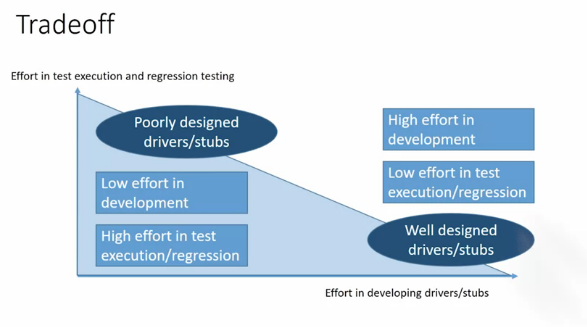 Tradeoff
Effort in test execution and regression testing
Poorly designed
drivers/stubs
Low effort in
development
High effort in test
execution/regression
High effort in
development
Low effort in test
execution/regression
Well designed
drivers/stubs
Effort in developing drivers/stubs